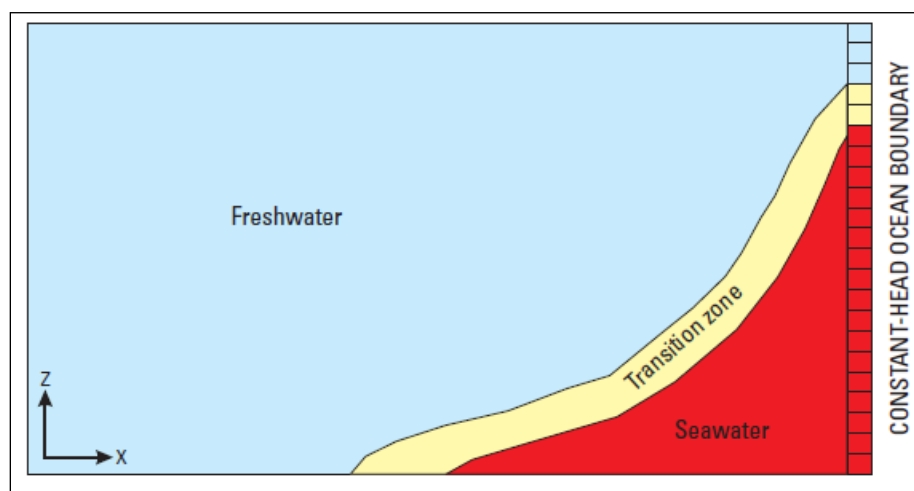 Freshwater
Transition zone
Seawater
Z
X
CONSTANT-HEAD OCEAN BOUNDARY